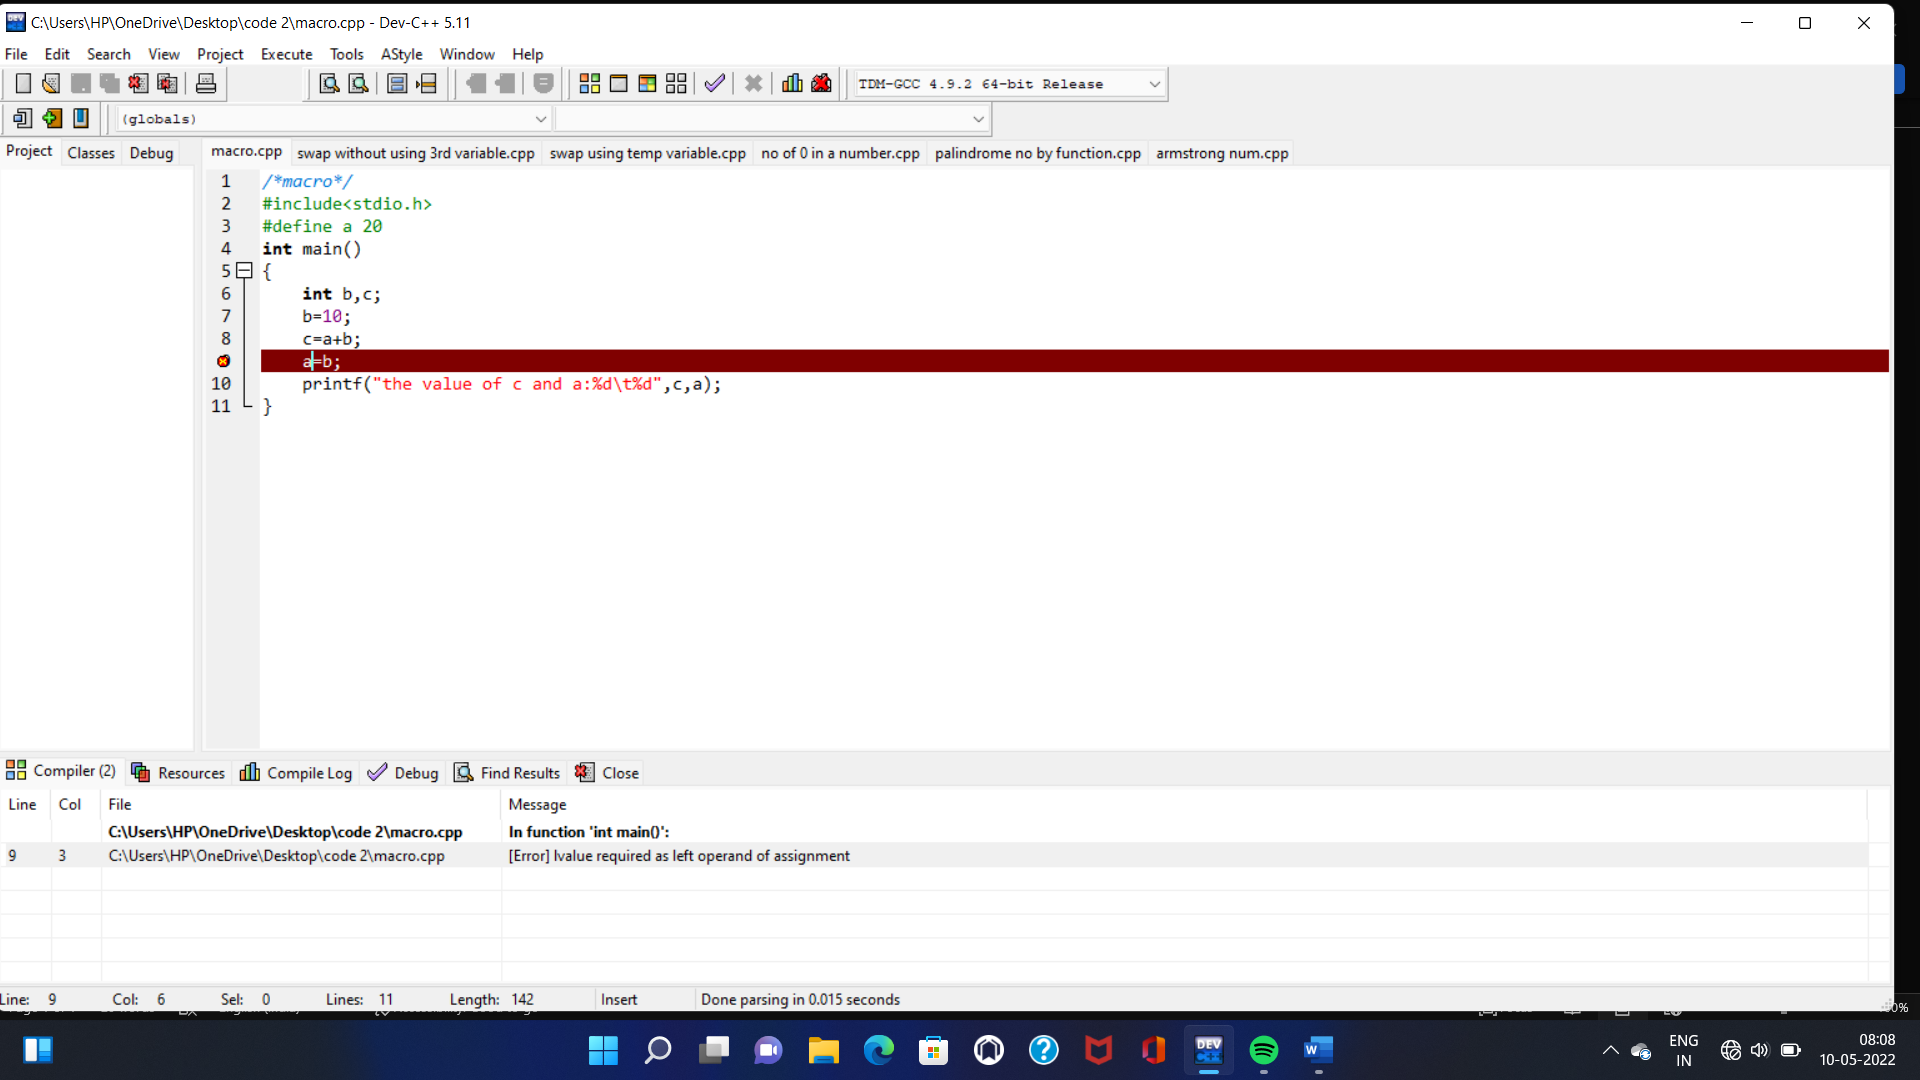 C:\Users\HP\OneDrive\Desktop\code 2\macro.cpp - Dev-C++ 5.11
File Edit Search View Project Execute Tools AStyle Window Help
TDM-GCC 4.9.2 64-bit Release
(globals)
Project Classes Debug
macro.cpp swap without using 3rd variable.cpp swap using temp variable.cpp no of 0 in a number.cpp palindrome no by function.cpp armstrong num.cpp
1 /*macro*/
2 #include<stdio.h>
3 #define a 20
4 int main()
5 {
6 int b,c;
7 b=10;
8 c=a+b;
a=b;
10 printf("the value of c and a:%d\t%d",c,a);
11 }
Compiler (2) Resources Compile Log Debug Find Results Close
Line Col File Message
C:\Users\HP\OneDrive\Desktop\code 2\macro.cpp In function 'int main()':
9 3 C:\Users\HP\OneDrive\Desktop\code 2\macro.cpp [Error] lvalue required as left operand of assignment
Line: 9 Col: 6 Sel: 0 Lines: 11 Length: 142 Insert Done parsing in 0.015 seconds
DEV C++
W
ENG
IN
08:08
10-05-2022